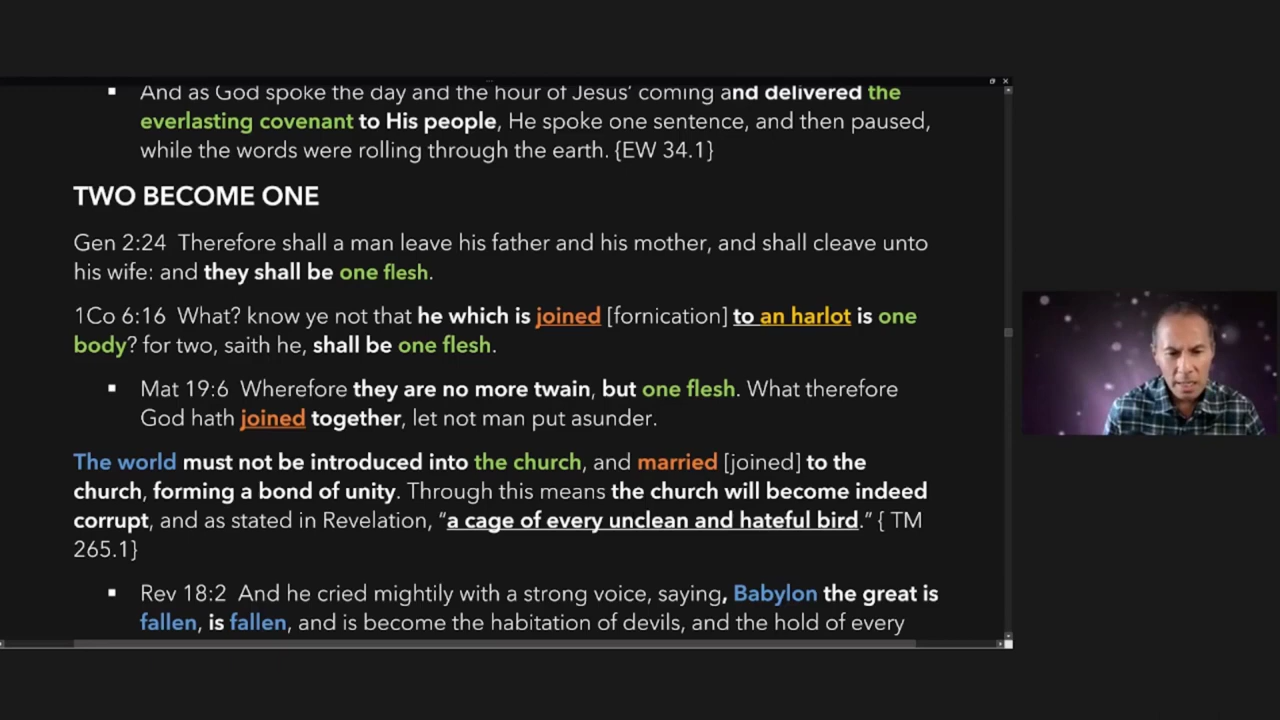 ▪ And as God spoke the day and the hour of Jesus’ coming and delivered the
everlasting covenant to His people, He spoke one sentence, and then paused,
while the words were rolling through the earth. {EW 34.1}
TWO BECOME ONE
Gen 2:24 Therefore shall a man leave his father and his mother, and shall cleave unto
his wife: and they shall be one flesh.
1Co 6:16 What? know ye not that he which is joined [fornication] to an harlot is one
body? for two, saith he, shall be one flesh.
▪ Mat 19:6 Wherefore they are no more twain, but one flesh. What therefore
God hath joined together, let not man put asunder.
The world must not be introduced into the church, and married [joined] to the
church, forming a bond of unity. Through this means the church will become indeed
corrupt, and as stated in Revelation, “a cage of every unclean and hateful bird.” { TM
265.1}
▪ Rev 18:2 And he cried mightily with a strong voice, saying, Babylon the great is
fallen, is fallen, and is become the habitation of devils, and the hold of every